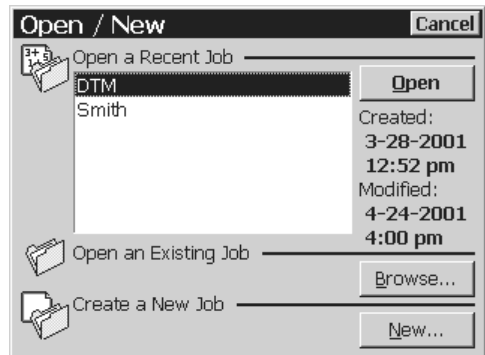 Open / New
Cancel
Open a Recent Job
DTM
Smith
Open
Created:
3-28-2001
12:52 pm
Modified:
4-24-2001
4:00 pm
Open an Existing Job
Browse...
Create a New Job
New...